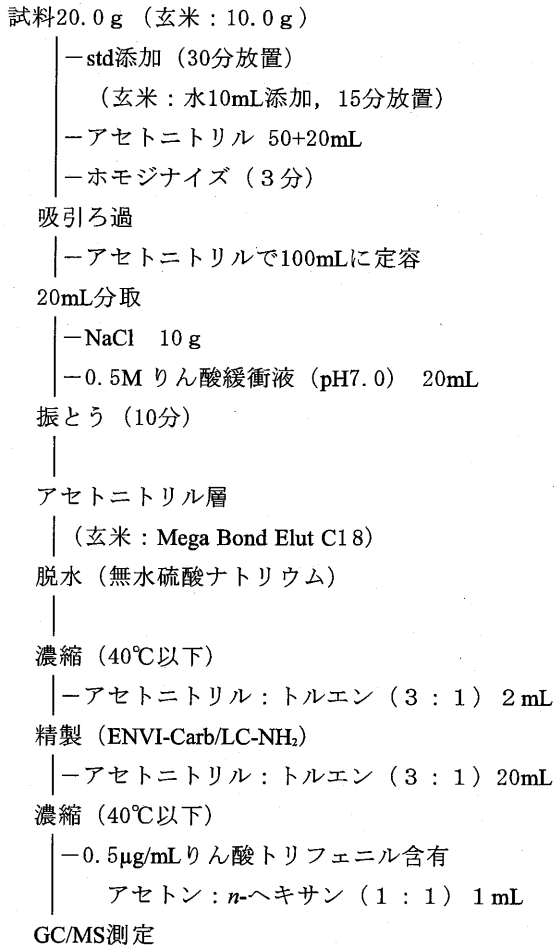 試料20.0g（玄米：10.0g）
－std添加（30分放置）
（玄米：水10mL添加，15分放置）
－アセトニトリル 50+20mL
－ホモジナイズ（3分）
吸引ろ過
－アセトニトリルで100mLに定容
20mL分取
－NaCl 10g
－0.5M りん酸緩衝液（pH7.0） 20mL
振とう（10分）
アセトニトリル層
（玄米：Mega Bond Elut C18）
脱水（無水硫酸ナトリウム）
濃縮（40℃以下）
－アセトニトリル：トルエン（3：1）2mL
精製（ENVI-Carb/LC-NH₂）
－アセトニトリル：トルエン（3：1）20mL
濃縮（40℃以下）
－0.5μg/mLりん酸トリフェニル含有
アセトン：n-ヘキサン（1：1）1mL
GC/MS測定